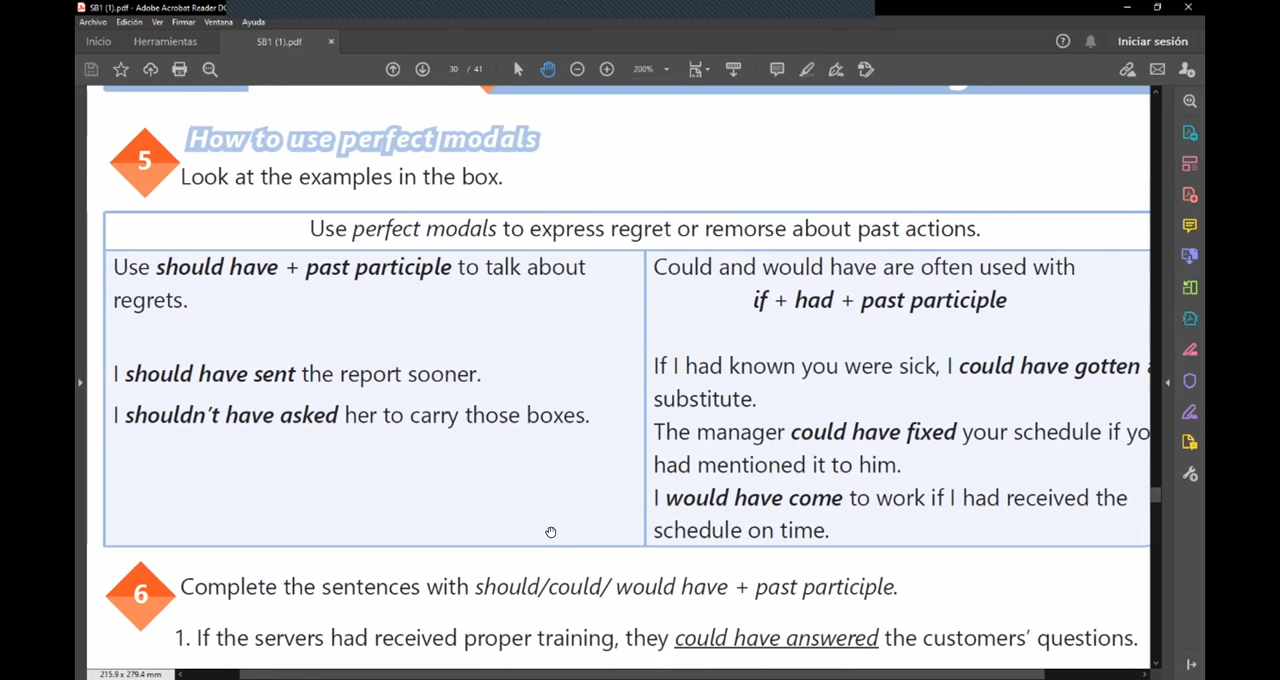 SB1 (1).pdf - Adobe Acrobat Reader DC
Archivo Edición Ver Firmar Ventana Ayuda
Inicio Herramientas SB1 (1).pdf × Iniciar sesión
30 / 41 200%
5 How to use perfect modals
Look at the examples in the box.
Use perfect modals to express regret or remorse about past actions.
Use should have + past participle to talk about
regrets.
I should have sent the report sooner.
I shouldn't have asked her to carry those boxes.
Could and would have are often used with
if + had + past participle
If I had known you were sick, I could have gotten
substitute.
The manager could have fixed your schedule if yo
had mentioned it to him.
I would have come to work if I had received the
schedule on time.
6 Complete the sentences with should/could/ would have + past participle.
1. If the servers had received proper training, they could have answered the customers' questions.
215.9 x 279.4 mm